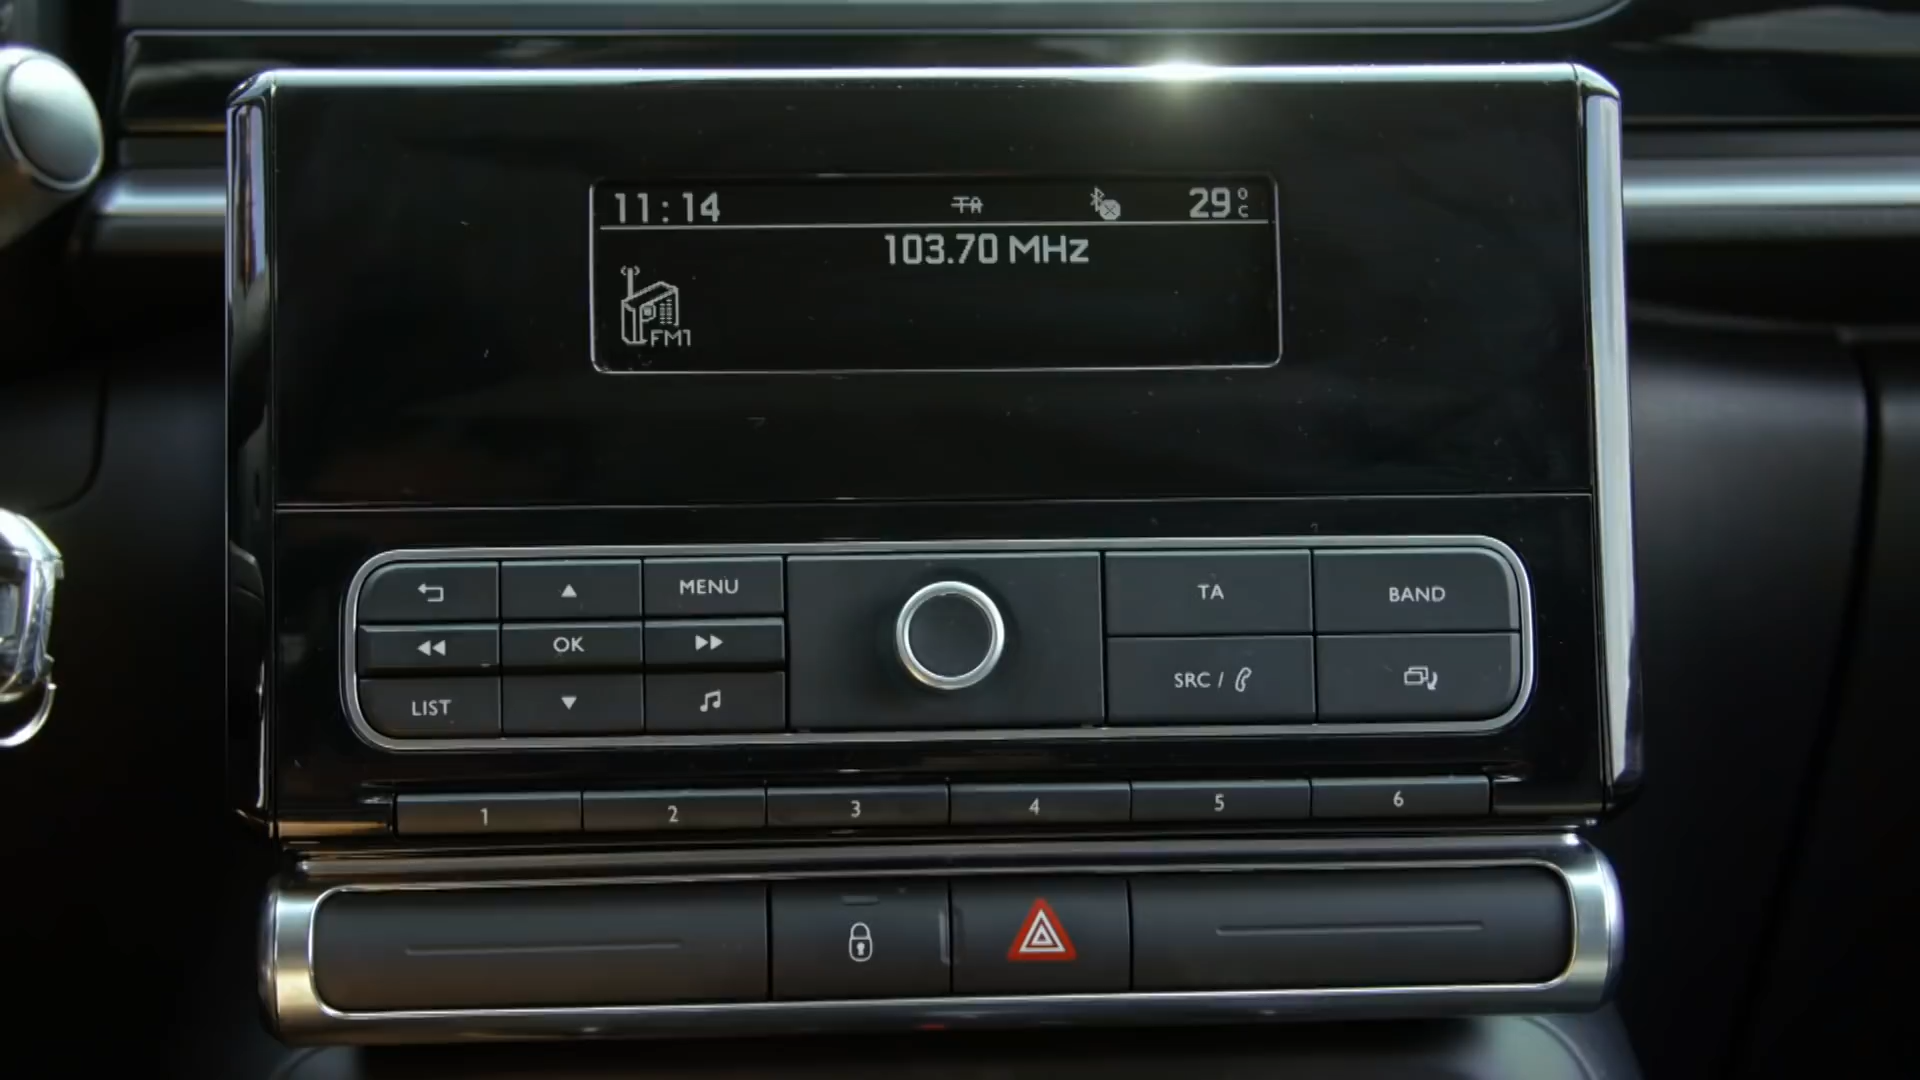 11:14 TA 29°C
103.70 MHz
FM1
MENU
TA
BAND
OK
SRC /
LIST
1 2 3 4 5 6